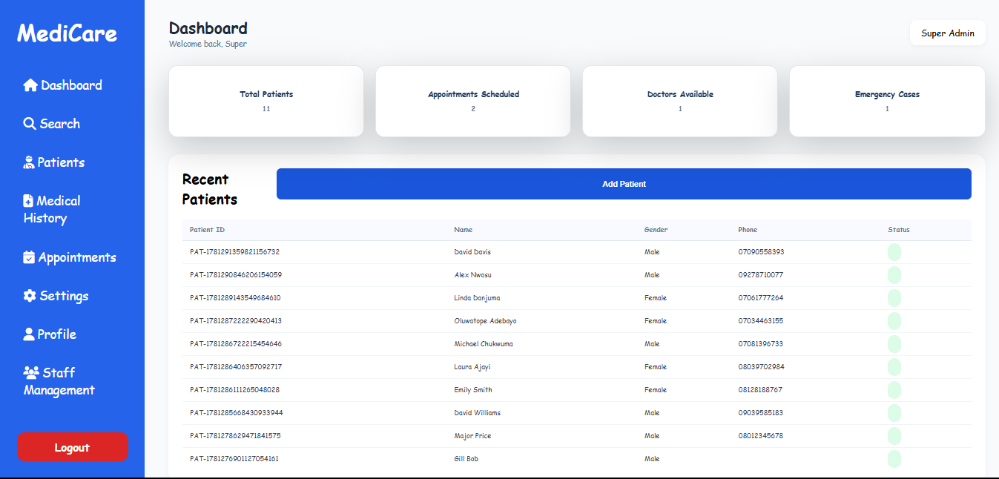 MediCare
Dashboard
Search
Patients
Medical
History
Appointments
Settings
Profile
Staff
Management
Logout
Dashboard
Welcome back, Super
Super Admin
Total Patients
11
Appointments Scheduled
2
Doctors Available
1
Emergency Cases
1
Recent
Patients
Add Patient
Patient ID Name Gender Phone Status
PAT-1781291359821156732 David Davis Male 07090558393
PAT-1781290846206154059 Alex Nwosu Male 09278710077
PAT-1781289143549684610 Linda Danjuma Female 07061777264
PAT-1781287222290420413 Oluwatope Adebayo Female 07034463155
PAT-1781286722215454646 Michael Chukwuma Male 07081396733
PAT-1781286406357092717 Laura Ajayi Female 08039702984
PAT-1781286111265048028 Emily Smith Female 08128188767
PAT-1781285668430933944 David Williams Male 09039585183
PAT-1781278629471841575 Major Price Male 08012345678
PAT-1781276901127054161 Gill Bob Male